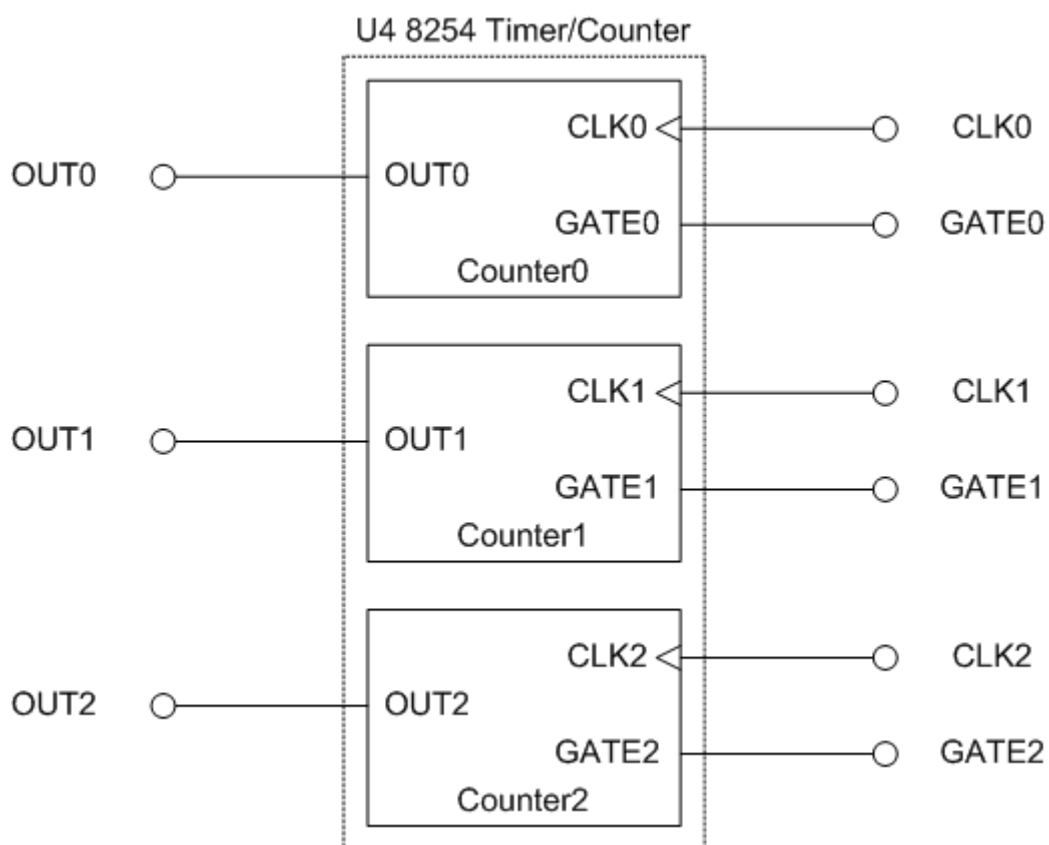 U4 8254 Timer/Counter
CLK0
CLK0
OUT0
OUT0
GATE0
GATE0
Counter0
CLK1
CLK1
OUT1
OUT1
GATE1
GATE1
Counter1
CLK2
CLK2
OUT2
OUT2
GATE2
GATE2
Counter2